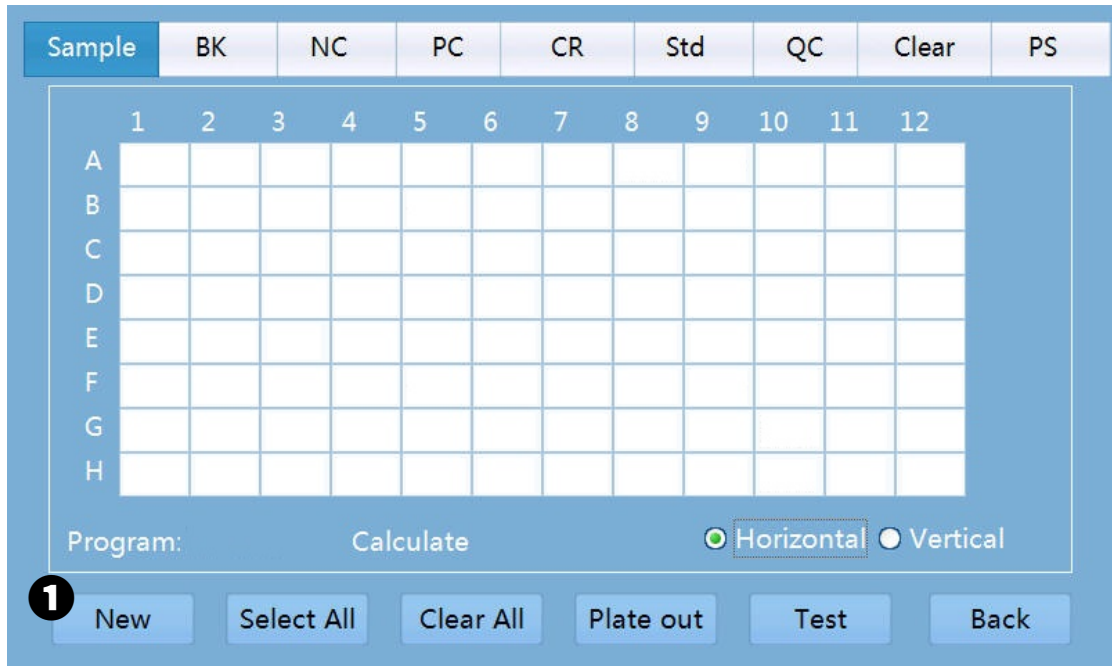 Sample BK NC PC CR Std QC Clear PS
1 2 3 4 5 6 7 8 9 10 11 12
A
B
C
D
E
F
G
H
Program: Calculate Horizontal Vertical
1 New Select All Clear All Plate out Test Back